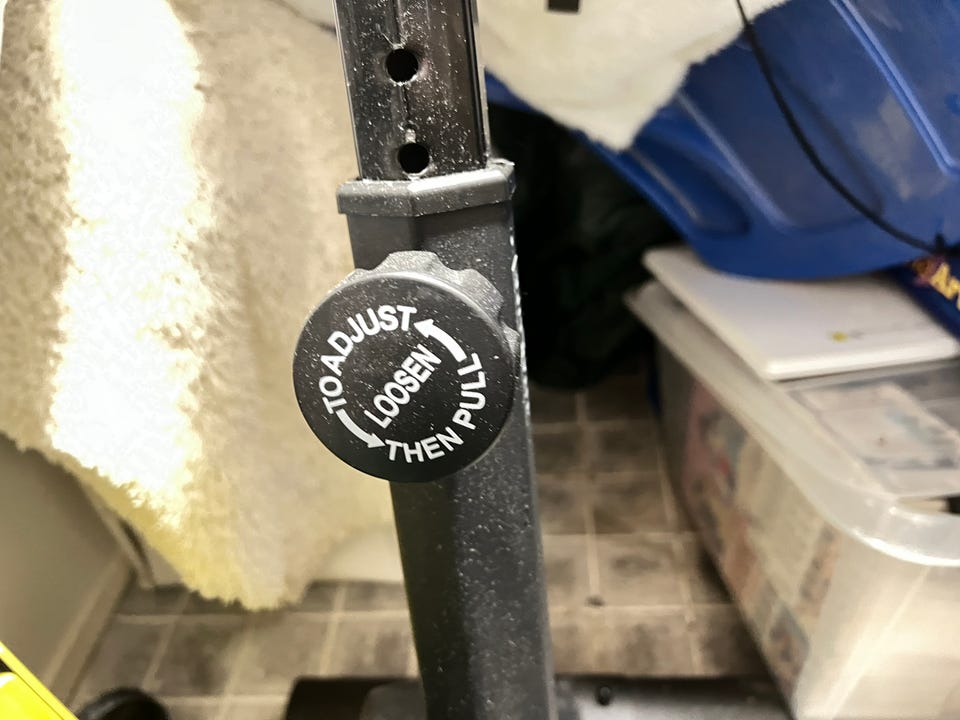 TO ADJUST
LOOSEN
THEN PULL